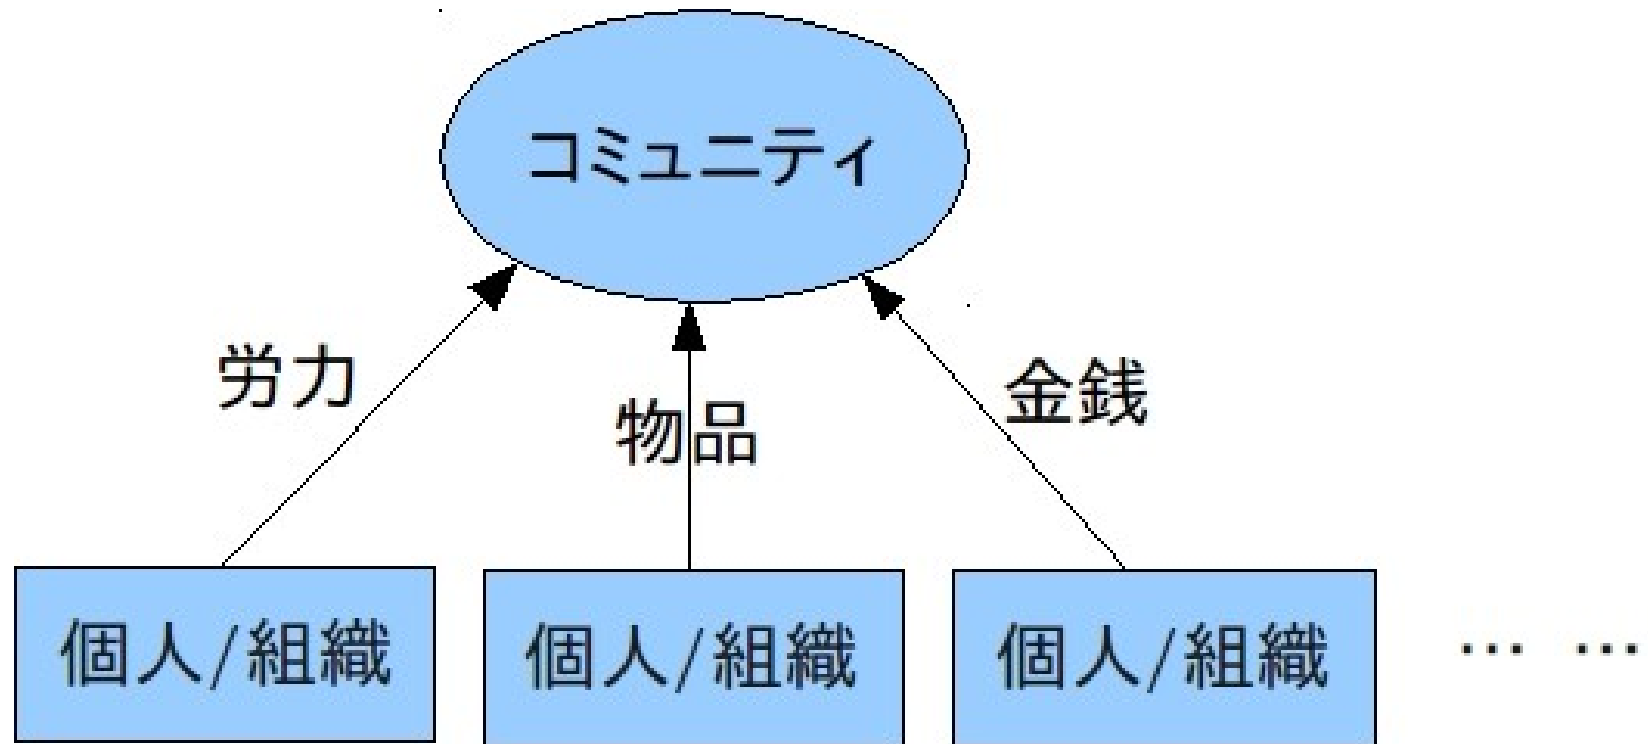 コミュニティ
労力
物品
金銭
個人/組織
個人/組織
個人/組織
… …